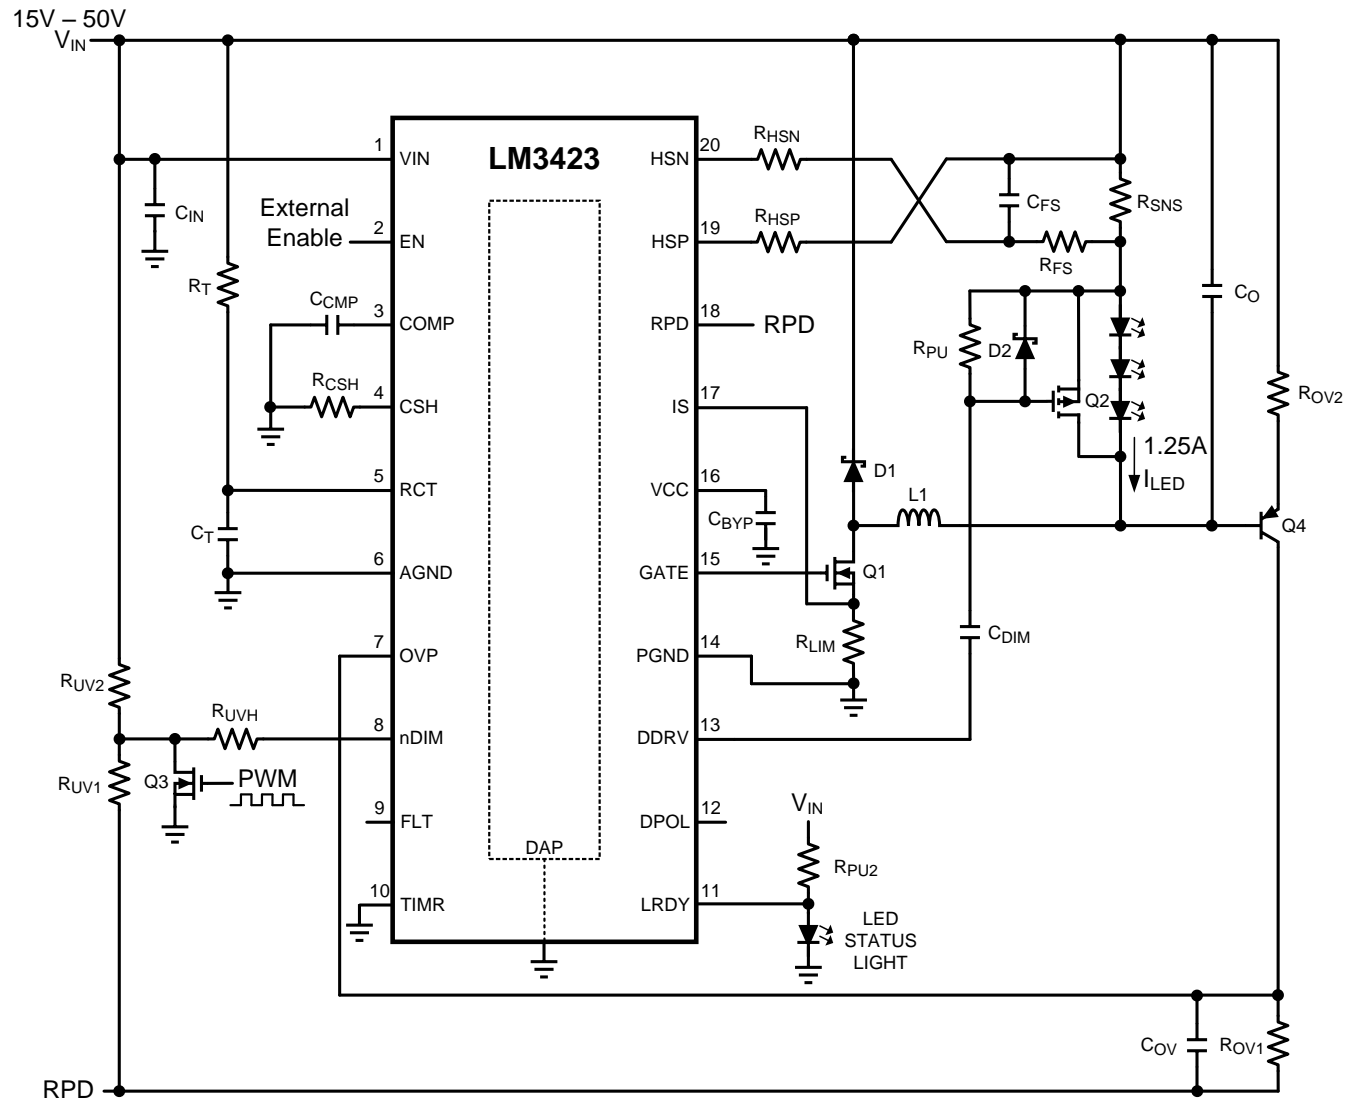 15V – 50V
VIN
LM3423
1 VIN
HSN 20
RHSN
CIN
External
Enable
2 EN
HSP 19
RHSP
CFS
RSNS
RFS
RT
CCMP
3 COMP
RPD 18
RPD
CO
RPU
D2
Q2
RCSH
4 CSH
IS 17
ROV2
1.25A
ILED
D1
5 RCT
VCC 16
CBYP
L1
Q4
CT
6 AGND
GATE 15
Q1
RLIM
CDIM
7 OVP
PGND 14
RUV2
RUVH
8 nDIM
DDRV 13
RUV1
Q3
PWM
9 FLT
DPOL 12
VIN
RPU2
DAP
10 TIMR
LRDY 11
LED
STATUS
LIGHT
COV
ROV1
RPD